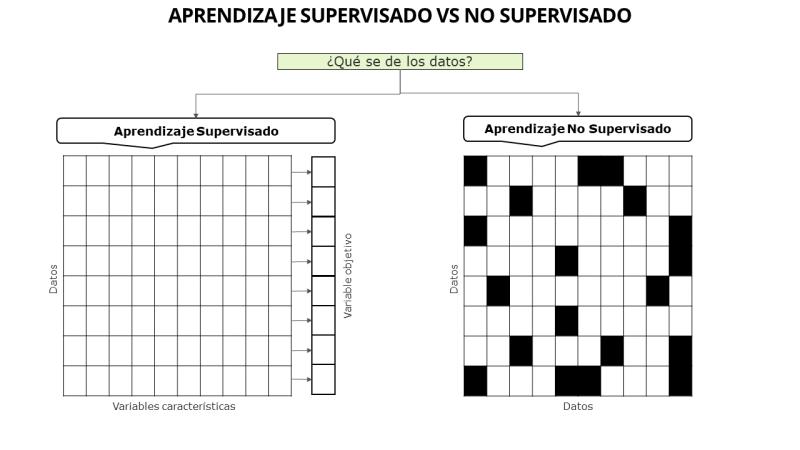 APRENDIZAJE SUPERVISADO VS NO SUPERVISADO
¿Qué se de los datos?
Aprendizaje Supervisado
Aprendizaje No Supervisado
Datos
Variable objetivo
Datos
Variables características
Datos